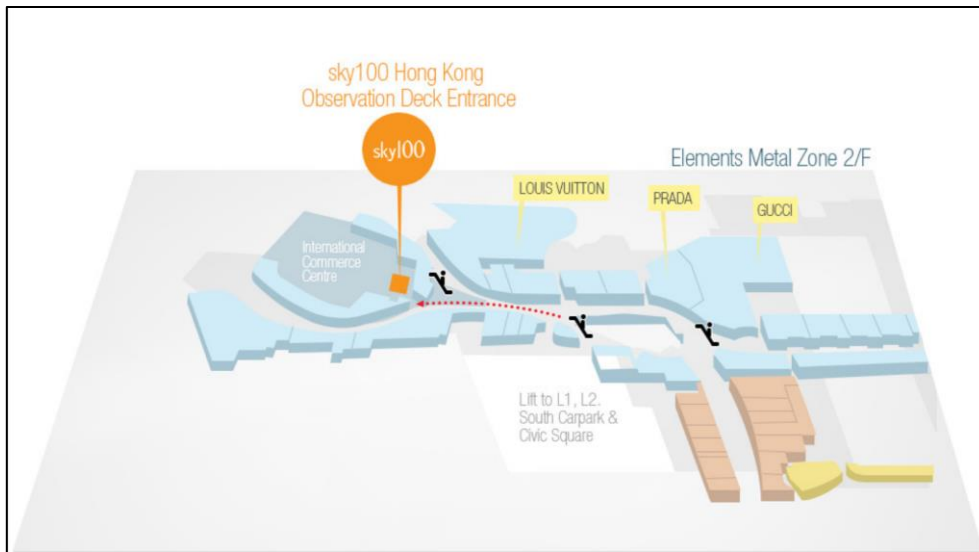 sky100 Hong Kong
Observation Deck Entrance
sky100
Elements Metal Zone 2/F
LOUIS VUITTON
PRADA
GUCCI
International
Commerce
Centre
Lift to L1, L2.
South Carpark &
Civic Square